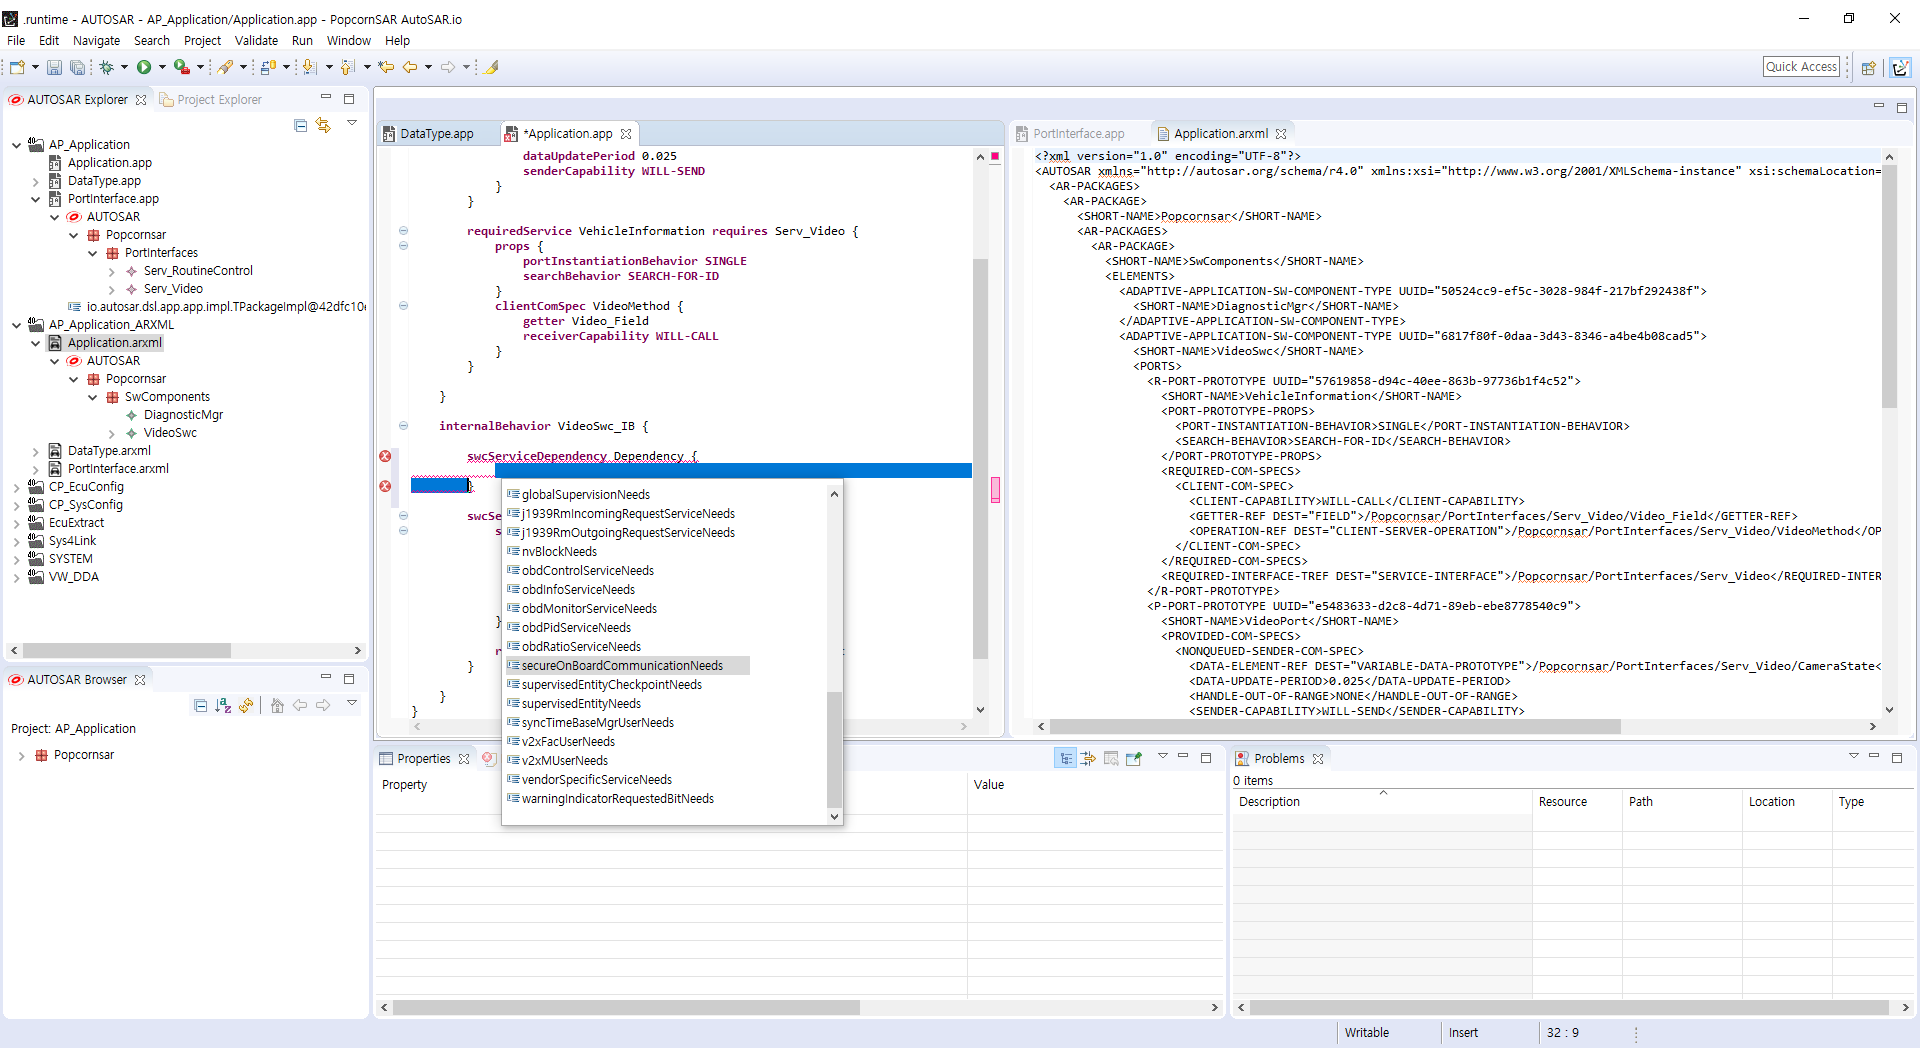 .runtime - AUTOSAR - AP_Application/Application.app - PopcornSAR AutoSAR.io
File Edit Navigate Search Project Validate Run Window Help
Quick Access
AUTOSAR Explorer
Project Explorer
AP_Application
Application.app
DataType.app
PortInterface.app
AUTOSAR
Popcornsar
PortInterfaces
Serv_RoutineControl
Serv_Video
io.autosar.dsl.app.app.impl.TPackageImpl@42dfc10
AP_Application_ARXML
Application.arxml
AUTOSAR
Popcornsar
SwComponents
DiagnosticMgr
VideoSwc
DataType.arxml
PortInterface.arxml
CP_EcuConfig
CP_SysConfig
EcuExtract
Sys4Link
SYSTEM
VW_DDA
AUTOSAR Browser
Project: AP_Application
Popcornsar
DataType.app
*Application.app
dataUpdatePeriod 0.025
senderCapability WILL-SEND
}
}
requiredService VehicleInformation requires Serv_Video {
props {
portInstantiationBehavior SINGLE
searchBehavior SEARCH-FOR-ID
}
clientComSpec VideoMethod {
getter Video_Field
receiverCapability WILL-CALL
}
}
}
internalBehavior VideoSwc_IB {
swcServiceDependency Dependency {
}
swcSe
s
}
r
}
}
}
globalSupervisionNeeds
j1939RmIncomingRequestServiceNeeds
j1939RmOutgoingRequestServiceNeeds
nvBlockNeeds
obdControlServiceNeeds
obdInfoServiceNeeds
obdMonitorServiceNeeds
obdPidServiceNeeds
obdRatioServiceNeeds
secureOnBoardCommunicationNeeds
supervisedEntityCheckpointNeeds
supervisedEntityNeeds
syncTimeBaseMgrUserNeeds
v2xFacUserNeeds
v2xMUserNeeds
vendorSpecificServiceNeeds
warningIndicatorRequestedBitNeeds
PortInterface.app
Application.arxml
<?xml version="1.0" encoding="UTF-8"?>
<AUTOSAR xmlns="http://autosar.org/schema/r4.0" xmlns:xsi="http://www.w3.org/2001/XMLSchema-instance" xsi:schemaLocation=
<AR-PACKAGES>
<AR-PACKAGE>
<SHORT-NAME>Popcornsar</SHORT-NAME>
<AR-PACKAGES>
<AR-PACKAGE>
<SHORT-NAME>SwComponents</SHORT-NAME>
<ELEMENTS>
<ADAPTIVE-APPLICATION-SW-COMPONENT-TYPE UUID="50524cc9-ef5c-3028-984f-217bf292438f">
<SHORT-NAME>DiagnosticMgr</SHORT-NAME>
</ADAPTIVE-APPLICATION-SW-COMPONENT-TYPE>
<ADAPTIVE-APPLICATION-SW-COMPONENT-TYPE UUID="6817f80f-0daa-3d43-8346-a4be4b08cad5">
<SHORT-NAME>VideoSwc</SHORT-NAME>
<PORTS>
<R-PORT-PROTOTYPE UUID="57619858-d94c-40ee-863b-97736b1f4c52">
<SHORT-NAME>VehicleInformation</SHORT-NAME>
<PORT-PROTOTYPE-PROPS>
<PORT-INSTANTIATION-BEHAVIOR>SINGLE</PORT-INSTANTIATION-BEHAVIOR>
<SEARCH-BEHAVIOR>SEARCH-FOR-ID</SEARCH-BEHAVIOR>
</PORT-PROTOTYPE-PROPS>
<REQUIRED-COM-SPECS>
<CLIENT-COM-SPEC>
<CLIENT-CAPABILITY>WILL-CALL</CLIENT-CAPABILITY>
<GETTER-REF DEST="FIELD">/Popcornsar/PortInterfaces/Serv_Video/Video_Field</GETTER-REF>
<OPERATION-REF DEST="CLIENT-SERVER-OPERATION">/Popcornsar/PortInterfaces/Serv_Video/VideoMethod</OP
</CLIENT-COM-SPEC>
</REQUIRED-COM-SPECS>
<REQUIRED-INTERFACE-TREF DEST="SERVICE-INTERFACE">/Popcornsar/PortInterfaces/Serv_Video</REQUIRED-INTER
</R-PORT-PROTOTYPE>
<P-PORT-PROTOTYPE UUID="e5483633-d2c8-4d71-89eb-ebe8778540c9">
<SHORT-NAME>VideoPort</SHORT-NAME>
<PROVIDED-COM-SPECS>
<NONQUEUED-SENDER-COM-SPEC>
<DATA-ELEMENT-REF DEST="VARIABLE-DATA-PROTOTYPE">/Popcornsar/PortInterfaces/Serv_Video/CameraState<
<DATA-UPDATE-PERIOD>0.025</DATA-UPDATE-PERIOD>
<HANDLE-OUT-OF-RANGE>NONE</HANDLE-OUT-OF-RANGE>
<SENDER-CAPABILITY>WILL-SEND</SENDER-CAPABILITY>
Properties
Property Value
Problems
0 items
Description Resource Path Location Type
Writable Insert 32 : 9